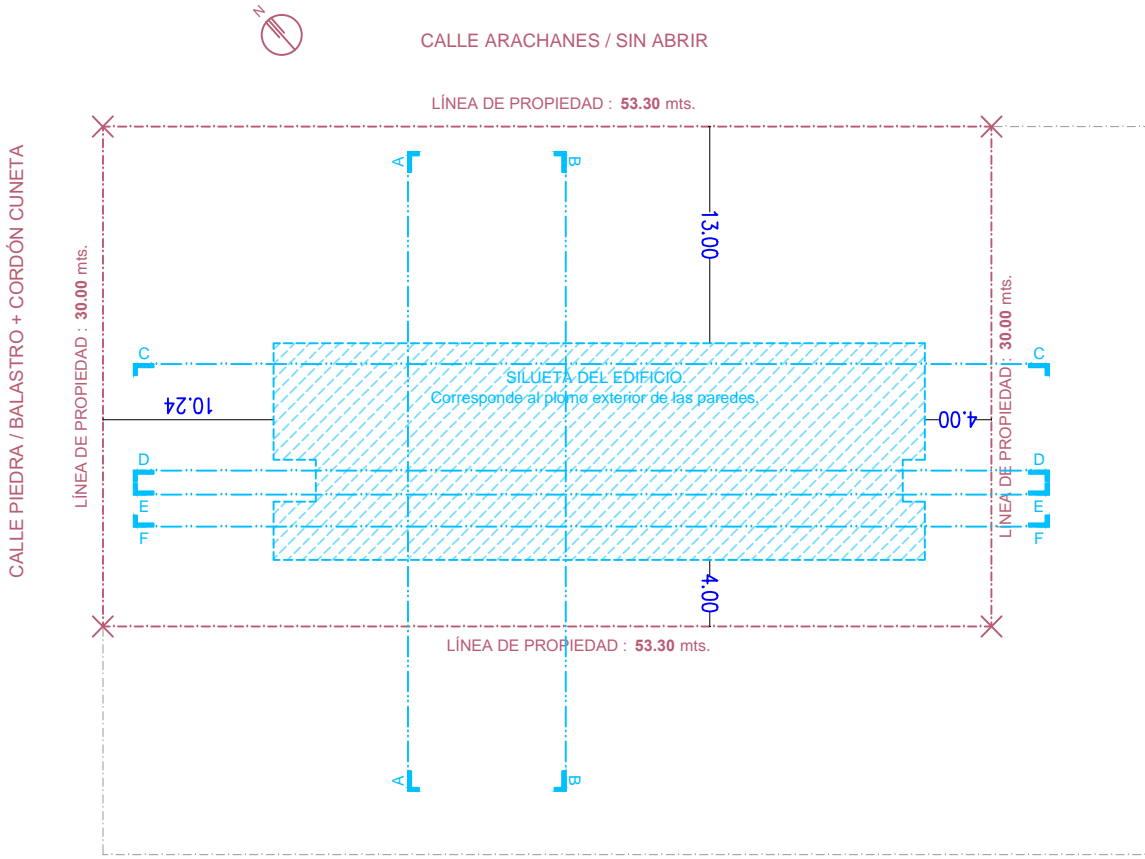 N
CALLE ARACHANES / SIN ABRIR
LÍNEA DE PROPIEDAD : 53.30 mts.
CALLE PIEDRA / BALASTRO + CORDÓN CUNETA
LÍNEA DE PROPIEDAD : 30.00 mts.
A
B
13.00
LÍNEA DE PROPIEDAD : 30.00 mts.
C
C
SILUETA DEL EDIFICIO.
Corresponde al plomo exterior de las paredes.
10.24
4.00
D
D
E
E
F
F
4.00
LÍNEA DE PROPIEDAD : 53.30 mts.
A
B